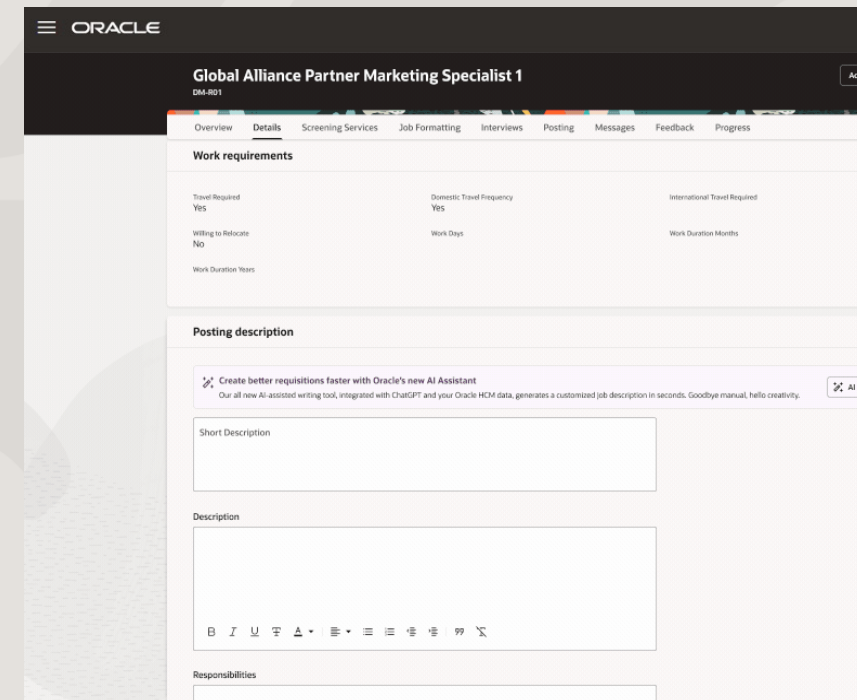 ORACLE
Global Alliance Partner Marketing Specialist 1
DM-R01
Overview Details Screening Services Job Formatting Interviews Posting Messages Feedback Progress
Work requirements
Travel Required Domestic Travel Frequency International Travel Required
Yes Yes
Willing to Relocate Work Days Work Duration Months
No
Work Duration Years
Posting description
Create better requisitions faster with Oracle's new AI Assistant
Our all new AI-assisted writing tool, integrated with ChatGPT and your Oracle HCM data, generates a customized job description in seconds. Goodbye manual, hello creativity.
AI
Short Description
Description
B I U T A
Responsibilities